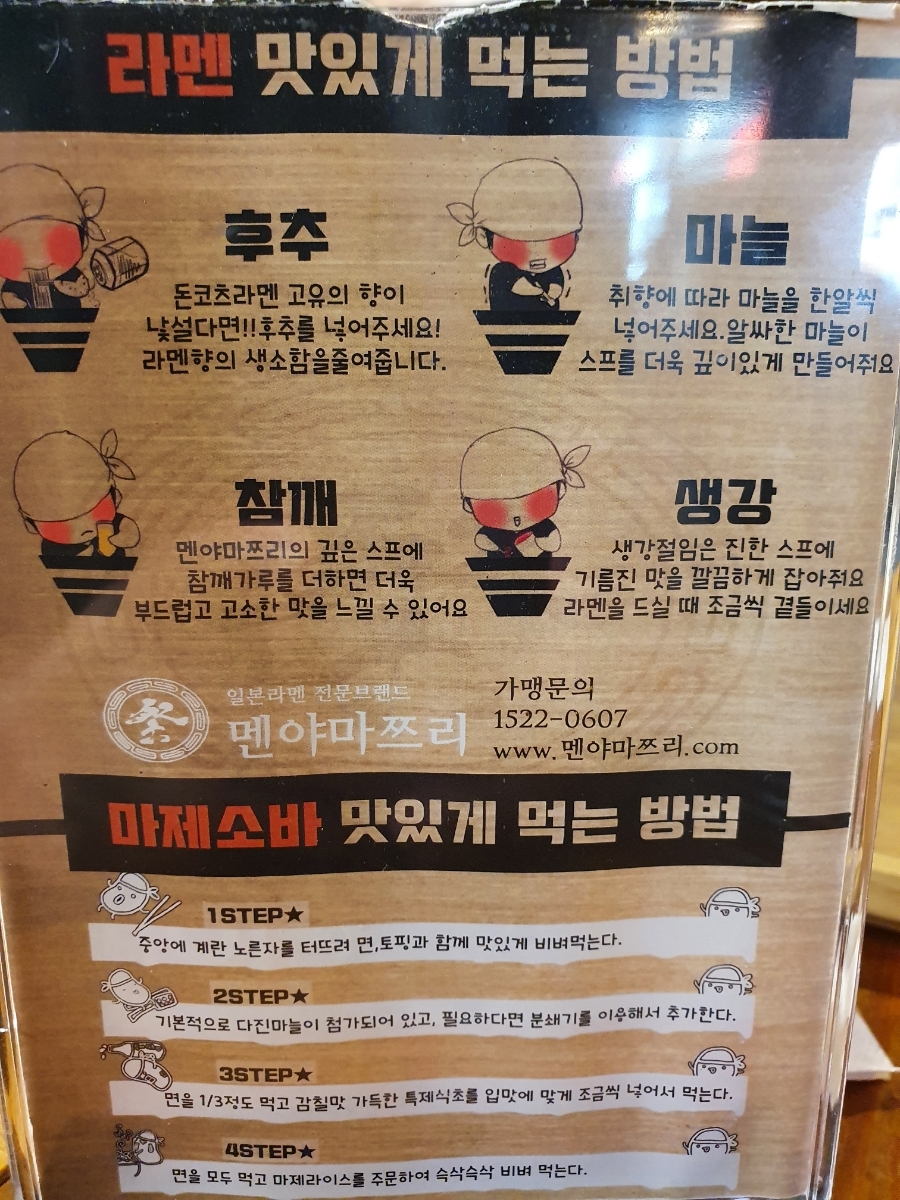 라멘 맛있게 먹는 방법
후추
돈코츠라멘 고유의 향이
낯설다면!!후추를 넣어주세요!
라멘향의 생소함을줄여줍니다.
마늘
취향에 따라 마늘을 한알씩
넣어주세요.알싸한 마늘이
스프를 더욱 깊이있게 만들어줘요
참깨
멘야마쯔리의 깊은 스프에
참깨가루를 더하면 더욱
부드럽고 고소한 맛을 느낄 수 있어요
생강
생강절임은 진한 스프에
기름진 맛을 깔끔하게 잡아줘요
라멘을 드실 때 조금씩 곁들이세요
일본라멘 전문브랜드
멘야마쯔리
가맹문의
1522-0607
www.멘야마쯔리.com
마제소바 맛있게 먹는 방법
1STEP★
중앙에 계란 노른자를 터뜨려 면,토핑과 함께 맛있게 비벼먹는다.
2STEP★
기본적으로 다진마늘이 첨가되어 있고, 필요하다면 분쇄기를 이용해서 추가한다.
3STEP★
면을 1/3정도 먹고 감칠맛 가득한 특제식초를 입맛에 맞게 조금씩 넣어서 먹는다.
4STEP★
면을 모두 먹고 마제라이스를 주문하여 슥삭슥삭 비벼 먹는다.